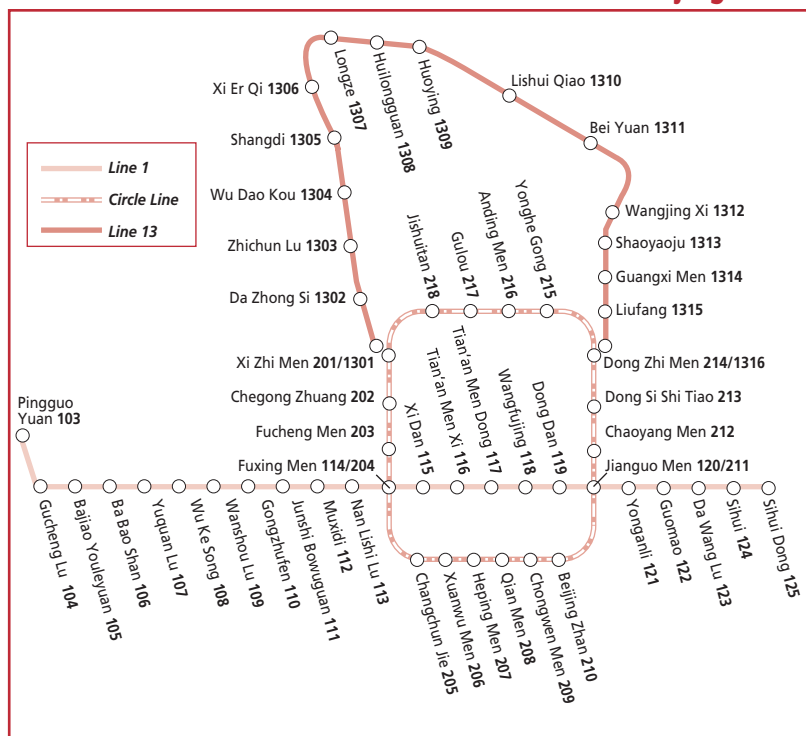 Longze 1307
Huilongguan 1308
Huoying 1309
Xi Er Qi 1306
Lishui Qiao 1310
Bei Yuan 1311
Shangdi 1305
Line 1
Circle Line
Line 13
Wu Dao Kou 1304
Wangjing Xi 1312
Zhichun Lu 1303
Shaoyaoju 1313
Guangxi Men 1314
Da Zhong Si 1302
Liufang 1315
Jishuitan 218
Gulou 217
Anding Men 216
Yonghe Gong 215
Xi Zhi Men 201/1301
Dong Zhi Men 214/1316
Chegong Zhuang 202
Dong Si Shi Tiao 213
Fucheng Men 203
Chaoyang Men 212
Fuxing Men 114/204
Jianguo Men 120/211
Pingguo
Yuan 103
Xi Dan 115
Tian'an Men Xi 116
Tian'an Men Dong 117
Wangfujing 118
Dong Dan 119
Gucheng Lu 104
Bajiao Youleyuan 105
Ba Bao Shan 106
Yuquan Lu 107
Wu Ke Song 108
Wanshou Lu 109
Gongzhufen 110
Junshi Bowuguan 111
Muxidi 112
Nan Lishi Lu 113
Yonganli 121
Guomao 122
Da Wang Lu 123
Sihui 124
Sihui Dong 125
Changchun Jie 205
Xuanwu Men 206
Heping Men 207
Qian Men 208
Chongwen Men 209
Beijing Zhan 210